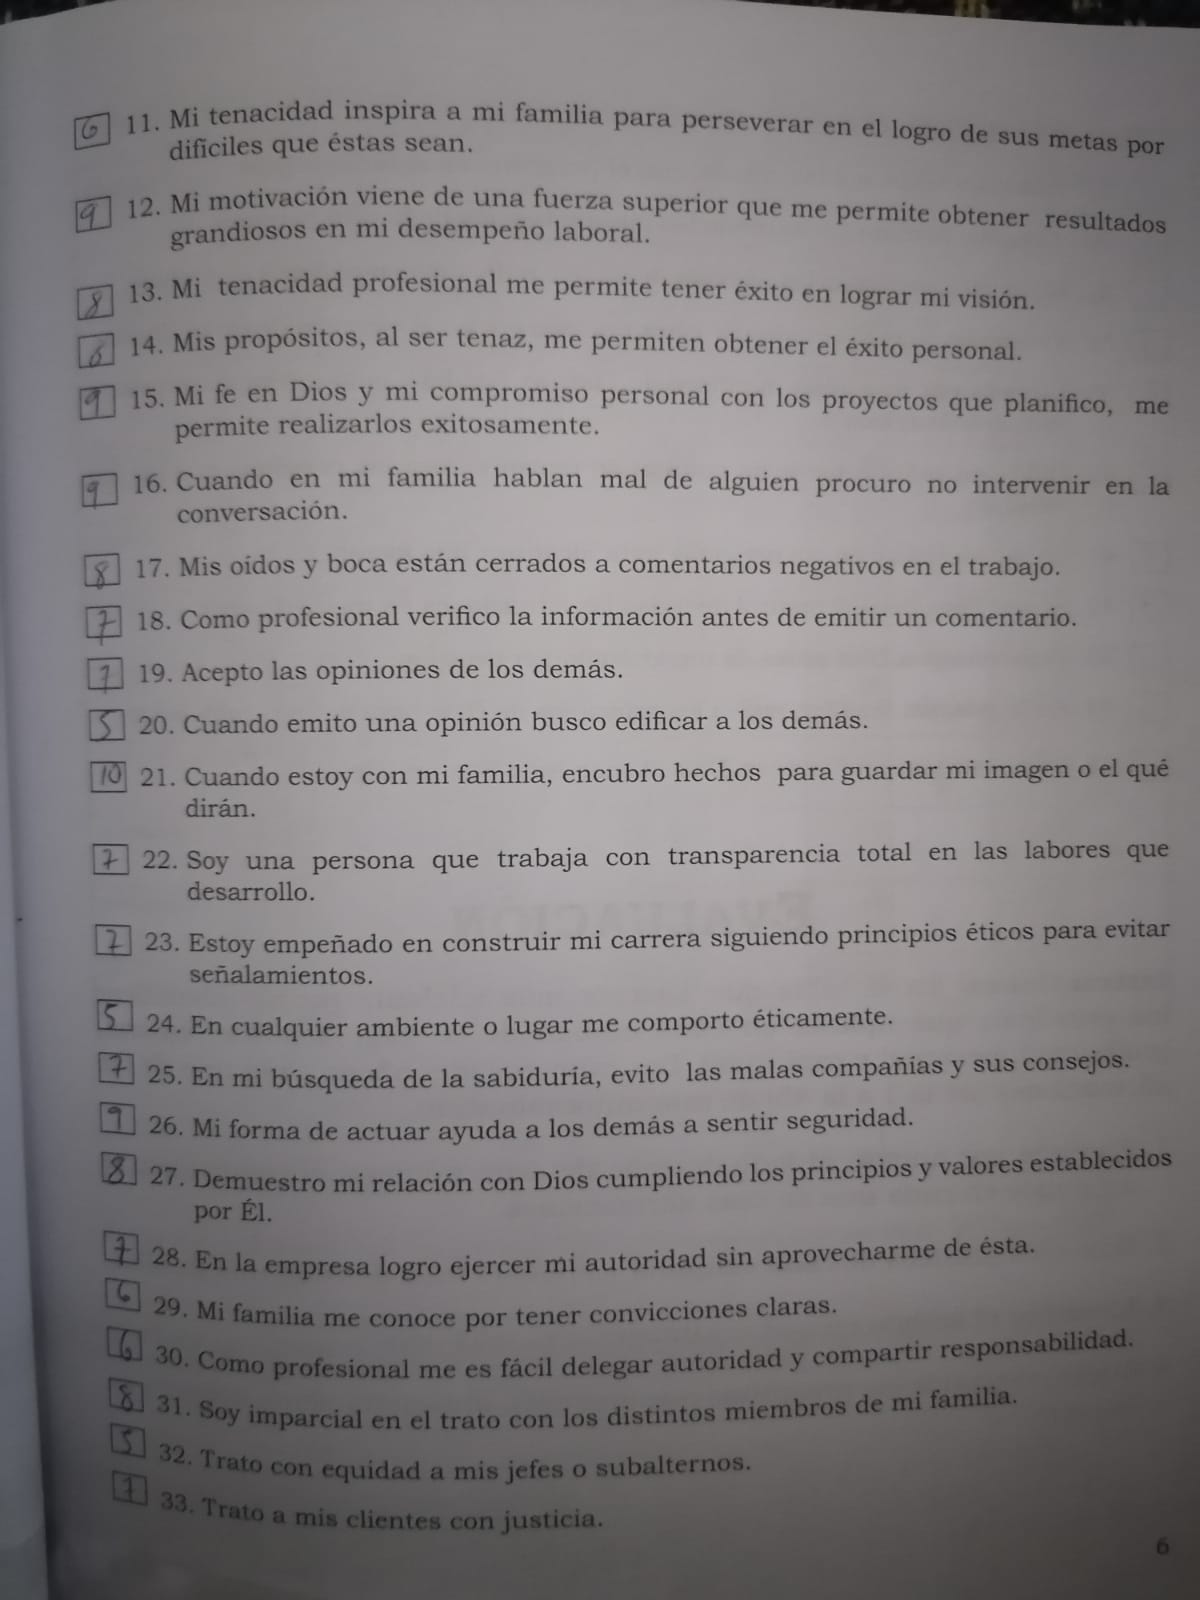 6 11. Mi tenacidad inspira a mi familia para perseverar en el logro de sus metas por
difíciles que éstas sean.
9 12. Mi motivación viene de una fuerza superior que me permite obtener resultados
grandiosos en mi desempeño laboral.
8 13. Mi tenacidad profesional me permite tener éxito en lograr mi visión.
6 14. Mis propósitos, al ser tenaz, me permiten obtener el éxito personal.
9 15. Mi fe en Dios y mi compromiso personal con los proyectos que planifico, me
permite realizarlos exitosamente.
9 16. Cuando en mi familia hablan mal de alguien procuro no intervenir en la
conversación.
8 17. Mis oídos y boca están cerrados a comentarios negativos en el trabajo.
7 18. Como profesional verifico la información antes de emitir un comentario.
7 19. Acepto las opiniones de los demás.
5 20. Cuando emito una opinión busco edificar a los demás.
10 21. Cuando estoy con mi familia, encubro hechos para guardar mi imagen o el qué
dirán.
7 22. Soy una persona que trabaja con transparencia total en las labores que
desarrollo.
7 23. Estoy empeñado en construir mi carrera siguiendo principios éticos para evitar
señalamientos.
5 24. En cualquier ambiente o lugar me comporto éticamente.
7 25. En mi búsqueda de la sabiduría, evito las malas compañías y sus consejos.
9 26. Mi forma de actuar ayuda a los demás a sentir seguridad.
8 27. Demuestro mi relación con Dios cumpliendo los principios y valores establecidos
por Él.
7 28. En la empresa logro ejercer mi autoridad sin aprovecharme de ésta.
6 29. Mi familia me conoce por tener convicciones claras.
6 30. Como profesional me es fácil delegar autoridad y compartir responsabilidad.
8 31. Soy imparcial en el trato con los distintos miembros de mi familia.
5 32. Trato con equidad a mis jefes o subalternos.
7 33. Trato a mis clientes con justicia.
6